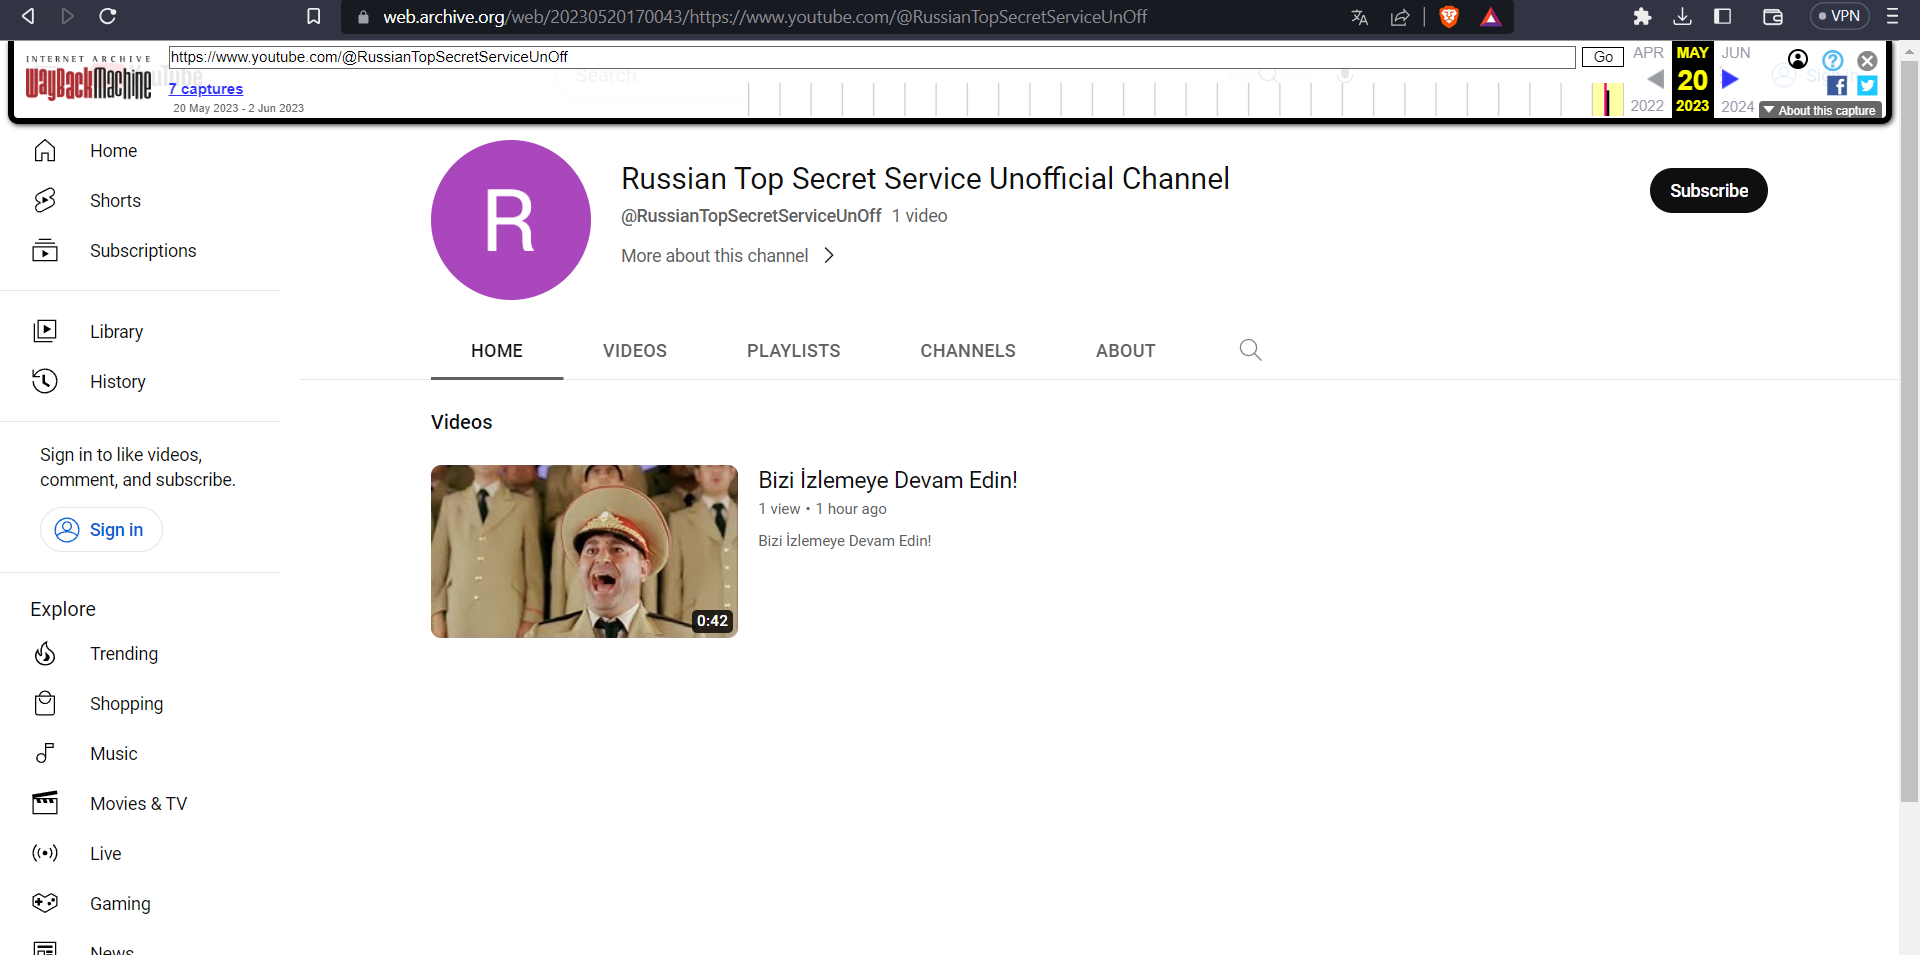 web.archive.org/web/20230520170043/https://www.youtube.com/@RussianTopSecretServiceUnOff
VPN
INTERNET ARCHIVE
WayBackMachine
https://www.youtube.com/@RussianTopSecretServiceUnOff
Go
7 captures
20 May 2023 - 2 Jun 2023
APR
MAY
JUN
20
2022
2023
2024
About this capture
Search
Home
Shorts
Subscriptions
Library
History
Sign in to like videos,
comment, and subscribe.
Sign in
Explore
Trending
Shopping
Music
Movies & TV
Live
Gaming
News
R
Russian Top Secret Service Unofficial Channel
@RussianTopSecretServiceUnOff 1 video
More about this channel
Subscribe
HOME
VIDEOS
PLAYLISTS
CHANNELS
ABOUT
Videos
0:42
Bizi İzlemeye Devam Edin!
1 view • 1 hour ago
Bizi İzlemeye Devam Edin!